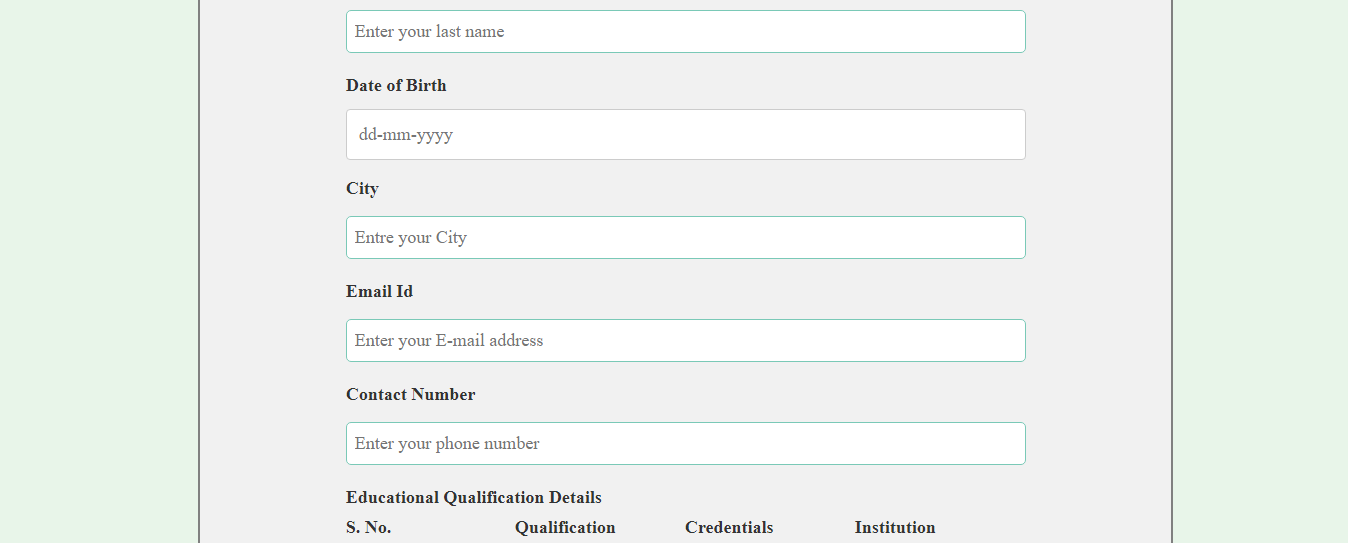 Enter your last name
Date of Birth
dd-mm-yyyy
City
Entre your City
Email Id
Enter your E-mail address
Contact Number
Enter your phone number
Educational Qualification Details
S. No. Qualification Credentials Institution